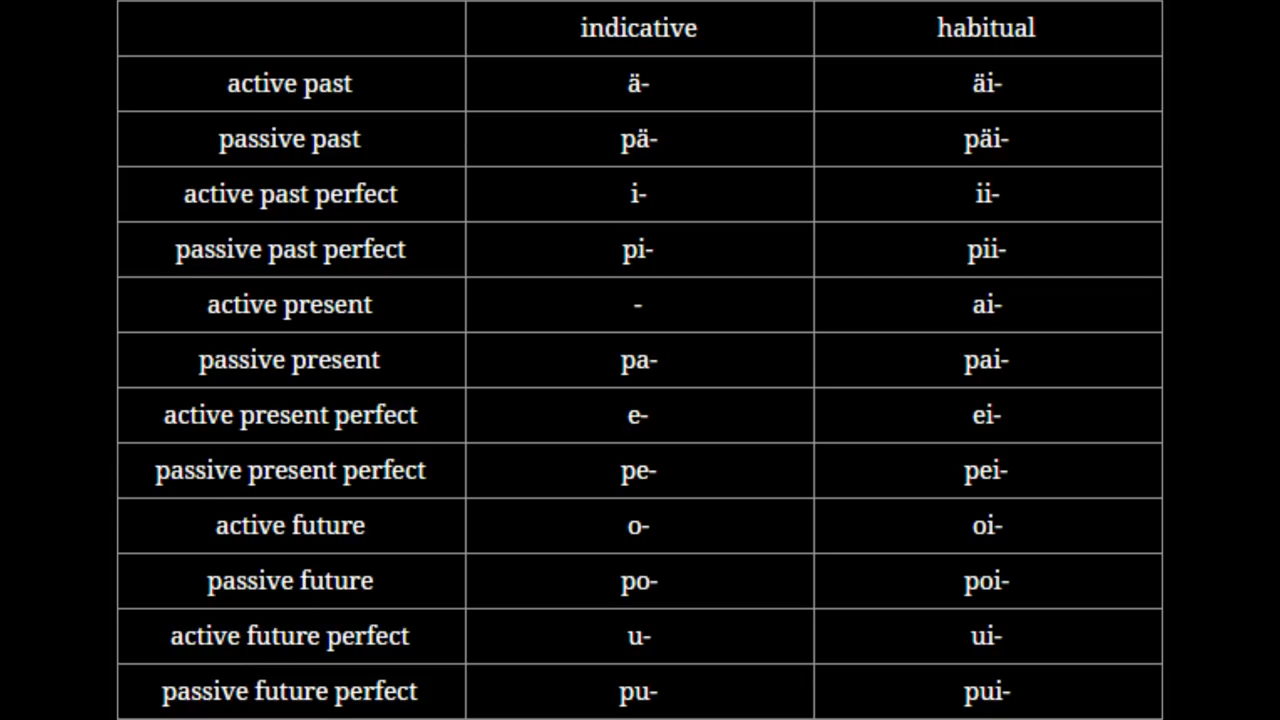 indicative habitual
active past ä- äi-
passive past pä- päi-
active past perfect i- ii-
passive past perfect pi- pii-
active present - ai-
passive present pa- pai-
active present perfect e- ei-
passive present perfect pe- pei-
active future o- oi-
passive future po- poi-
active future perfect u- ui-
passive future perfect pu- pui-